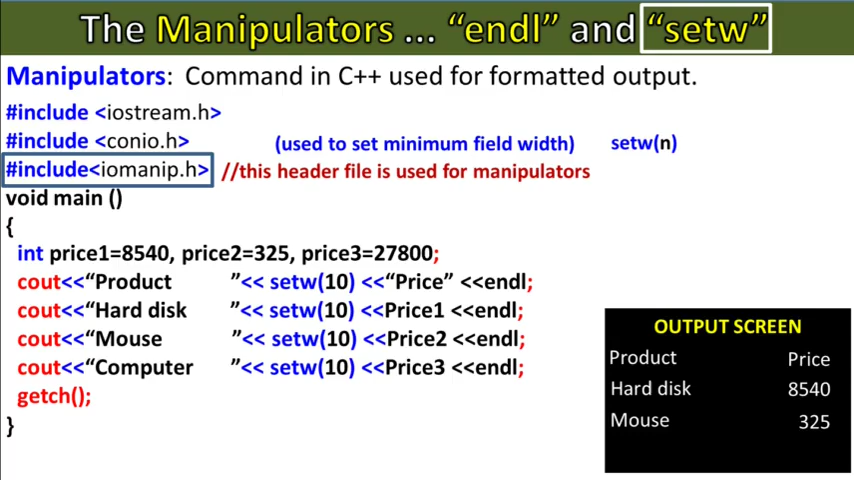 The Manipulators ... “endl” and “setw”
Manipulators: Command in C++ used for formatted output.
#include <iostream.h>
#include <conio.h> (used to set minimum field width) setw(n)
#include<iomanip.h> //this header file is used for manipulators
void main ()
{
int price1=8540, price2=325, price3=27800;
cout<<“Product ”<< setw(10) <<“Price” <<endl;
cout<<“Hard disk ”<< setw(10) <<Price1 <<endl;
cout<<“Mouse ”<< setw(10) <<Price2 <<endl;
cout<<“Computer ”<< setw(10) <<Price3 <<endl;
getch();
}
OUTPUT SCREEN
Product Price
Hard disk 8540
Mouse 325